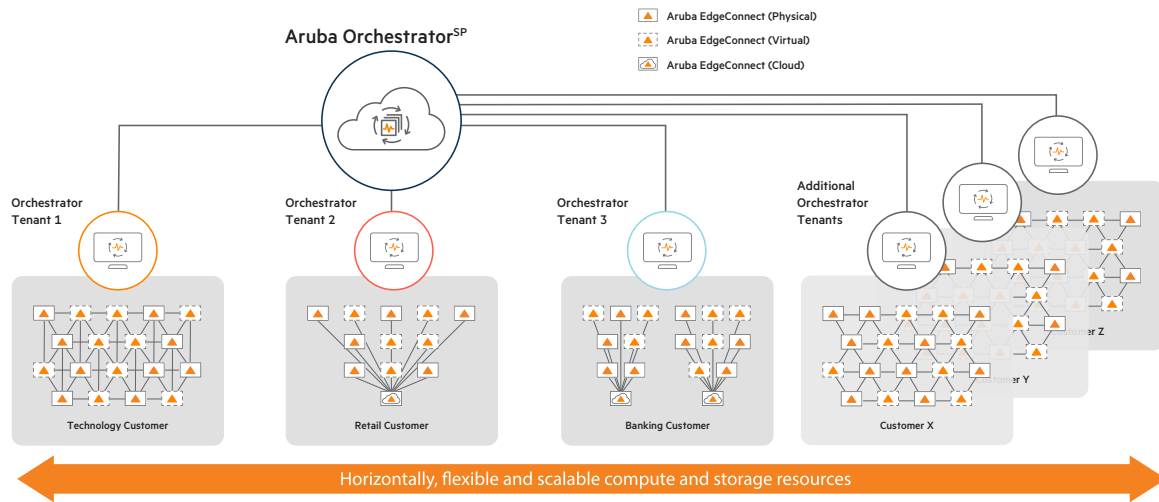 Aruba EdgeConnect (Physical)
Aruba EdgeConnect (Virtual)
Aruba EdgeConnect (Cloud)
Aruba Orchestrator^SP
Orchestrator
Tenant 1
Orchestrator
Tenant 2
Orchestrator
Tenant 3
Additional
Orchestrator
Tenants
Technology Customer
Retail Customer
Banking Customer
Customer X
Customer Y
Customer Z
Horizontally, flexible and scalable compute and storage resources